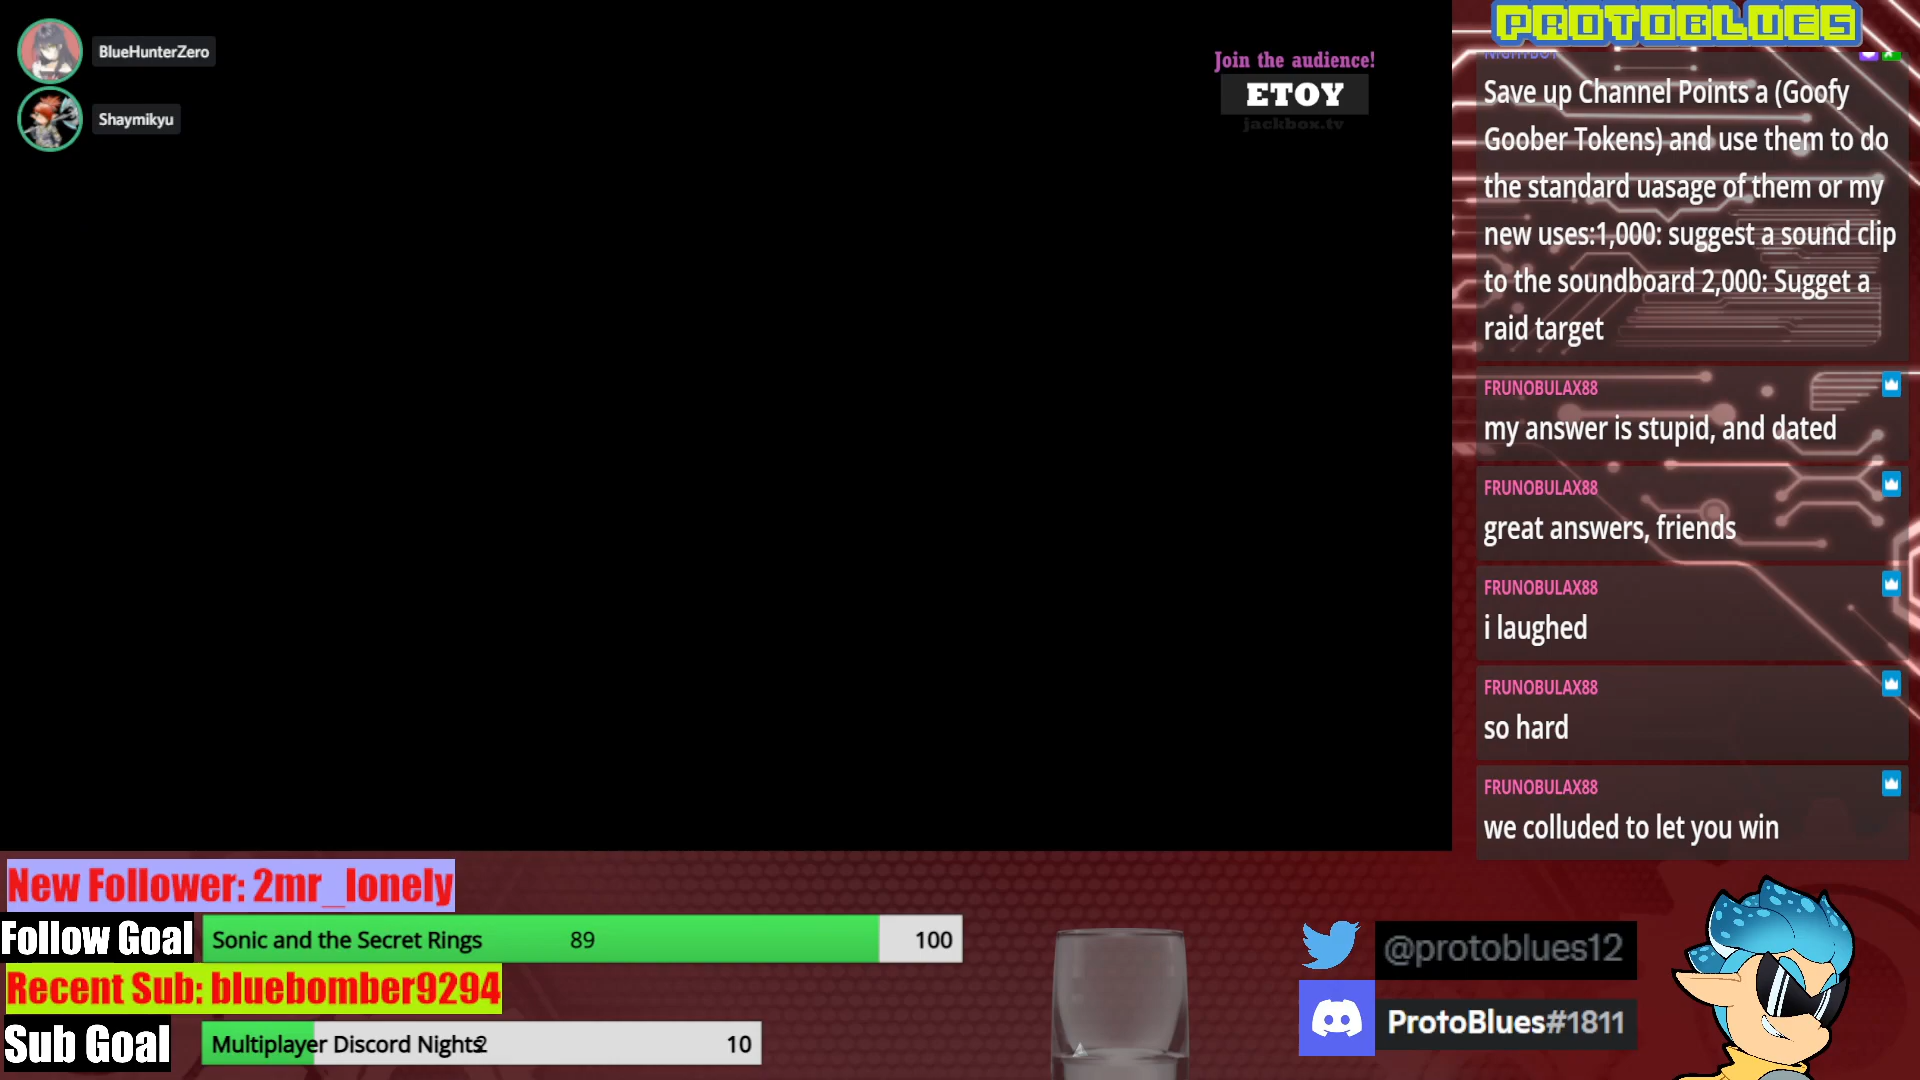 BlueHunterZero
Shaymikyu
Join the audience!
ETOY
jackbox.tv
PROTOBLUES
NIGHTBOT
Save up Channel Points a (Goofy
Goober Tokens) and use them to do
the standard uasage of them or my
new uses:1,000: suggest a sound clip
to the soundboard 2,000: Sugget a
raid target
FRUNOBULAX88
my answer is stupid, and dated
FRUNOBULAX88
great answers, friends
FRUNOBULAX88
i laughed
FRUNOBULAX88
so hard
FRUNOBULAX88
we colluded to let you win
New Follower: 2mr_lonely
Follow Goal
Sonic and the Secret Rings 89 100
Recent Sub: bluebomber9294
Sub Goal
Multiplayer Discord Nights 2 10
@protoblues12
ProtoBlues#1811